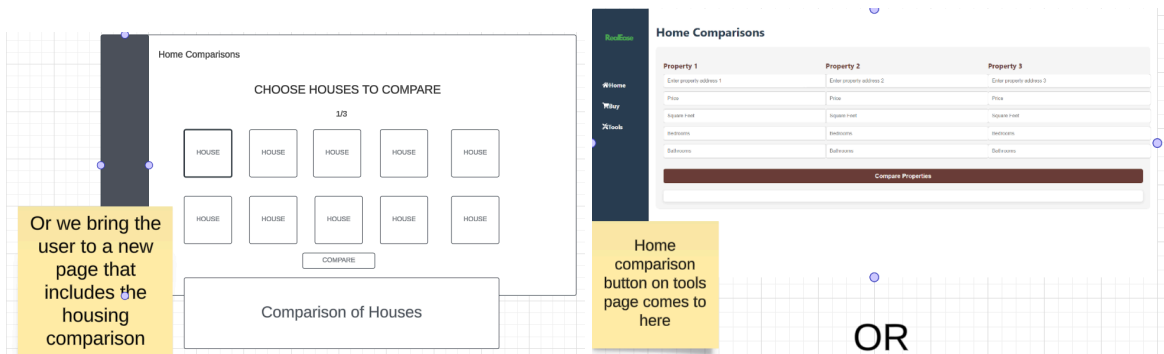 Home Comparisons
CHOOSE HOUSES TO COMPARE
1/3
HOUSE HOUSE HOUSE HOUSE HOUSE
HOUSE HOUSE HOUSE HOUSE HOUSE
COMPARE
Comparison of Houses
Or we bring the
user to a new
page that
includes the
housing
comparison
RealEase
Home
Buy
Tools
Home Comparisons
Property 1 Property 2 Property 3
Enter property address 1 Enter property address 2 Enter property address 3
Price Price Price
Square Feet Square Feet Square Feet
Bedrooms Bedrooms Bedrooms
Bathrooms Bathrooms Bathrooms
Compare Properties
Home
comparison
button on tools
page comes to
here
OR